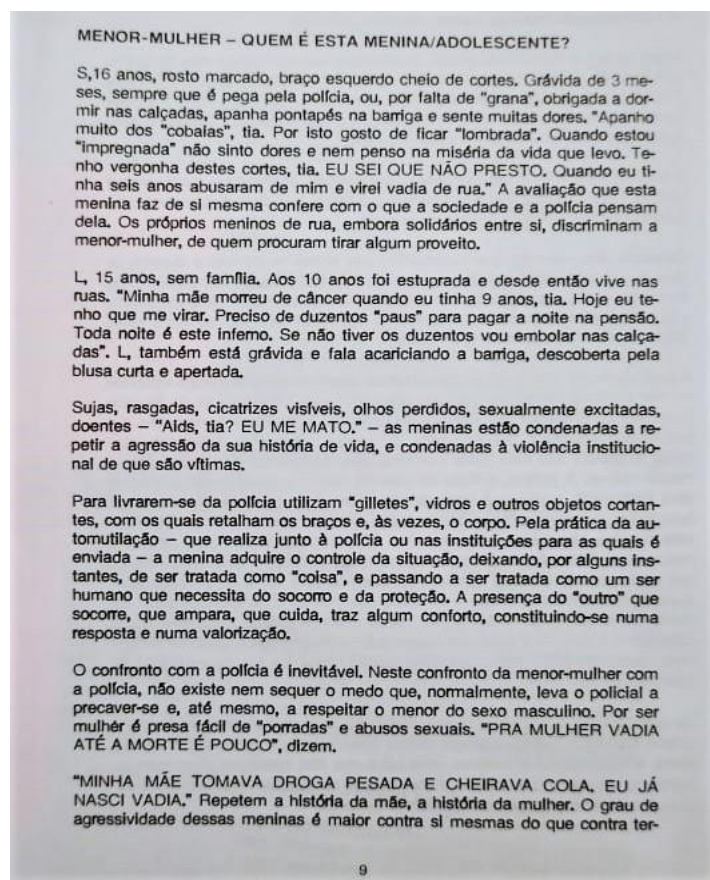 MENOR-MULHER – QUEM É ESTA MENINA/ADOLESCENTE?
S,16 anos, rosto marcado, braço esquerdo cheio de cortes. Grávida de 3 me-
ses, sempre que é pega pela polícia, ou, por falta de "grana", obrigada a dor-
mir nas calçadas, apanha pontapés na barriga e sente muitas dores. "Apanho
muito dos "cobaias", tia. Por isto gosto de ficar "lombrada". Quando estou
"impregnada" não sinto dores e nem penso na miséria da vida que levo. Te-
nho vergonha destes cortes, tia. EU SEI QUE NÃO PRESTO. Quando eu ti-
nha seis anos abusaram de mim e virei vadia de rua." A avaliação que esta
menina faz de si mesma confere com o que a sociedade e a polícia pensam
dela. Os próprios meninos de rua, embora solidários entre si, discriminam a
menor-mulher, de quem procuram tirar algum proveito.
L, 15 anos, sem família. Aos 10 anos foi estuprada e desde então vive nas
ruas. "Minha mãe morreu de câncer quando eu tinha 9 anos, tia. Hoje eu te-
nho que me virar. Preciso de duzentos "paus" para pagar a noite na pensão.
Toda noite é este inferno. Se não tiver os duzentos vou embolar nas calça-
das". L, também está grávida e fala acariciando a barriga, descoberta pela
blusa curta e apertada.
Sujas, rasgadas, cicatrizes visíveis, olhos perdidos, sexualmente excitadas,
doentes – "Aids, tia? EU ME MATO." – as meninas estão condenadas a re-
petir a agressão da sua história de vida, e condenadas à violência institucio-
nal de que são vítimas.
Para livrarem-se da polícia utilizam "gilletes", vidros e outros objetos cortan-
tes, com os quais retalham os braços e, às vezes, o corpo. Pela prática da au-
tomutilação – que realiza junto à polícia ou nas instituições para as quais é
enviada – a menina adquire o controle da situação, deixando, por alguns ins-
tantes, de ser tratada como "coisa", e passando a ser tratada como um ser
humano que necessita do socorro e da proteção. A presença do "outro" que
socorre, que ampara, que cuida, traz algum conforto, constituindo-se numa
resposta e numa valorização.
O confronto com a polícia é inevitável. Neste confronto da menor-mulher com
a polícia, não existe nem sequer o medo que, normalmente, leva o policial a
precaver-se e, até mesmo, a respeitar o menor do sexo masculino. Por ser
mulher é presa fácil de "porradas" e abusos sexuais. "PRA MULHER VADIA
ATÉ A MORTE É POUCO", dizem.
"MINHA MÃE TOMAVA DROGA PESADA E CHEIRAVA COLA. EU JÁ
NASCI VADIA." Repetem a história da mãe, a história da mulher. O grau de
agressividade dessas meninas é maior contra si mesmas do que contra ter-
9